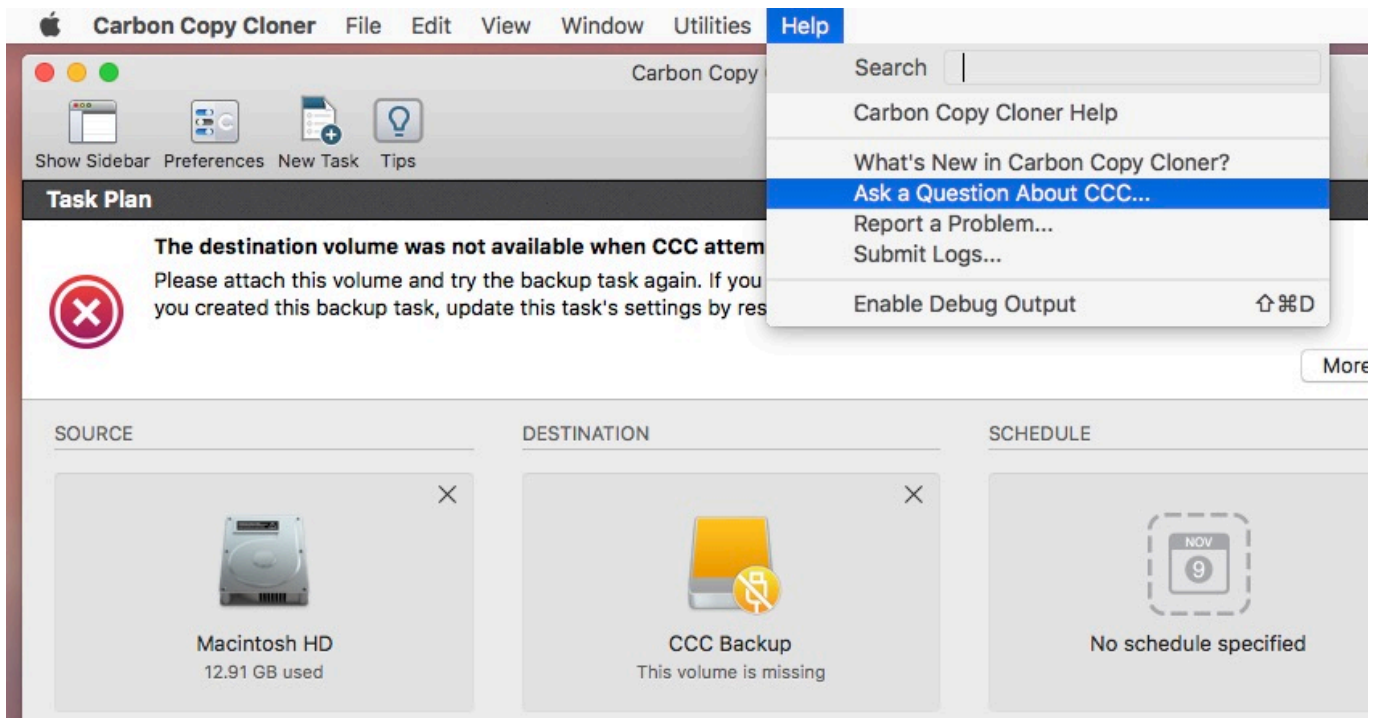 Carbon Copy Cloner File Edit View Window Utilities Help
Carbon Copy
Search
Carbon Copy Cloner Help
What's New in Carbon Copy Cloner?
Ask a Question About CCC...
Report a Problem...
Submit Logs...
Enable Debug Output ⇧⌘D
Show Sidebar Preferences New Task Tips
Task Plan
The destination volume was not available when CCC attem
Please attach this volume and try the backup task again. If you
you created this backup task, update this task's settings by res
More
SOURCE DESTINATION SCHEDULE
NOV
9
Macintosh HD CCC Backup No schedule specified
12.91 GB used This volume is missing